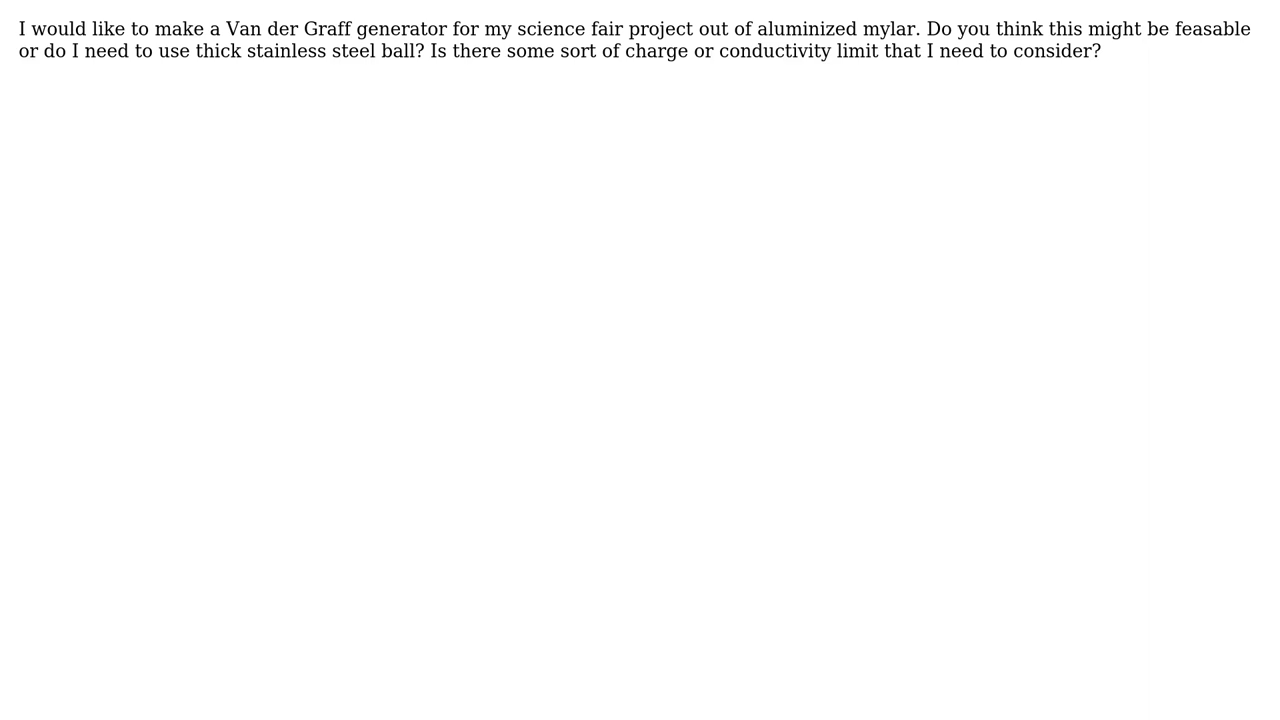 I would like to make a Van der Graff generator for my science fair project out of aluminized mylar. Do you think this might be feasable
or do I need to use thick stainless steel ball? Is there some sort of charge or conductivity limit that I need to consider?